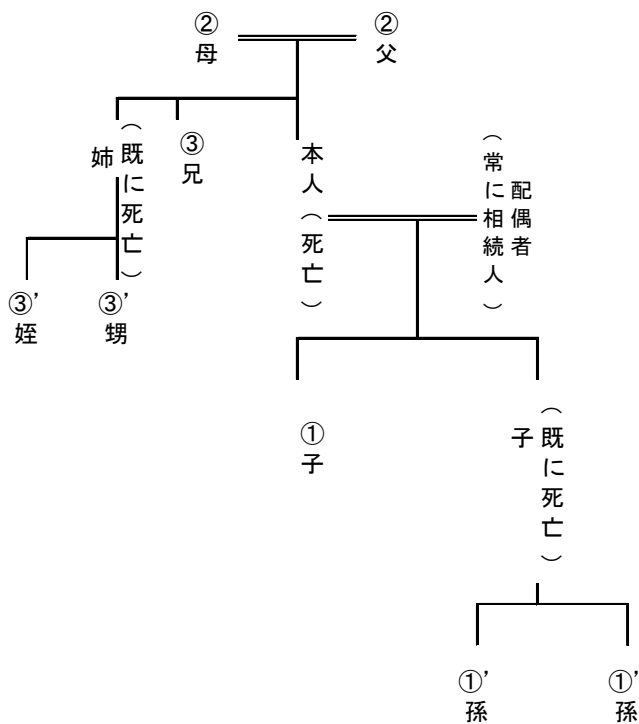 ②
母
②
父
（既に死亡）
姉
③
兄
本人（死亡）
配偶者
（常に相続人）
③’
姪
③’
甥
①
子
（既に死亡）
子
①’
孫
①’
孫